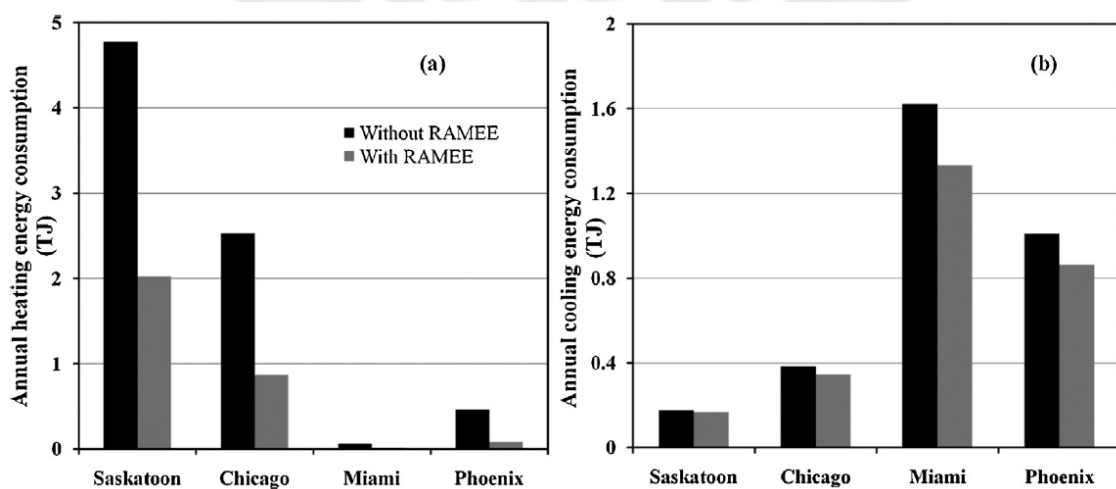 Annual heating energy consumption
(TJ)
5
4
3
2
1
0
(a)
Without RAMEE
With RAMEE
Saskatoon Chicago Miami Phoenix
Annual cooling energy consumption
(TJ)
2
1.6
1.2
0.8
0.4
0
(b)
Saskatoon Chicago Miami Phoenix